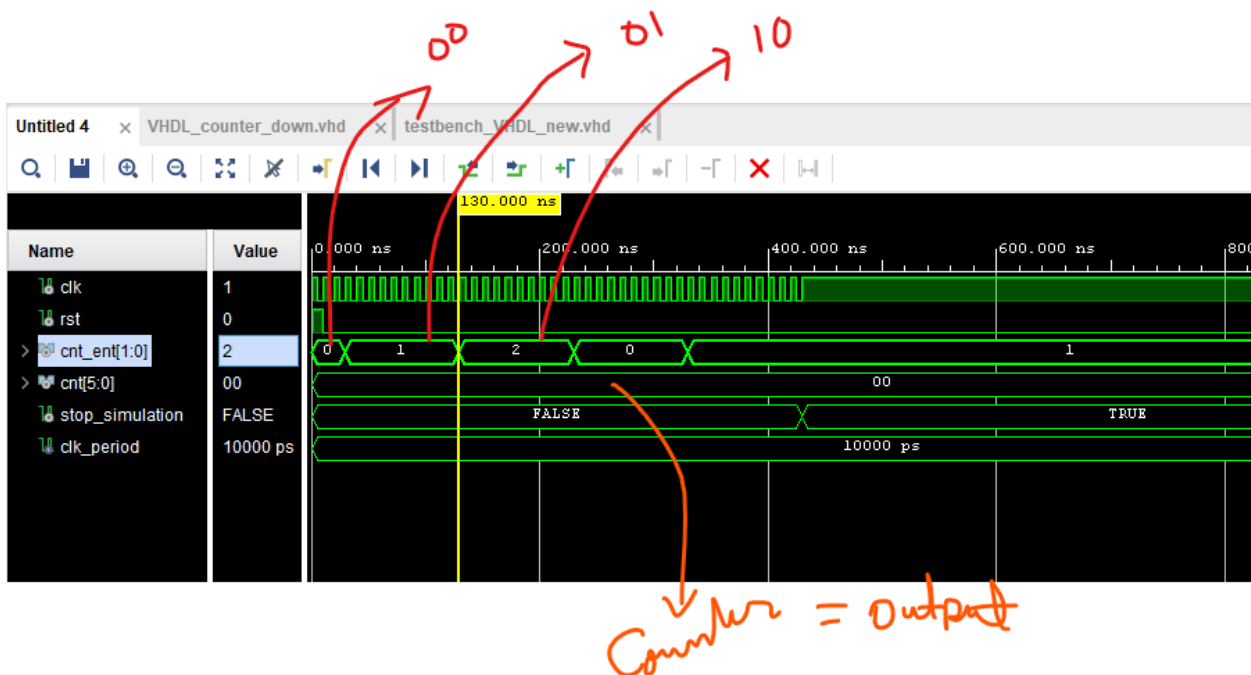 00 01 10
Untitled 4 × VHDL_counter_down.vhd × testbench_VHDL_new.vhd ×
130.000 ns
Name Value 0.000 ns 200.000 ns 400.000 ns 600.000 ns 800
clk 1
rst 0
cnt_ent[1:0] 2 0 1 2 0 1
cnt[5:0] 00 00
stop_simulation FALSE FALSE TRUE
clk_period 10000 ps 10000 ps
Counter = output